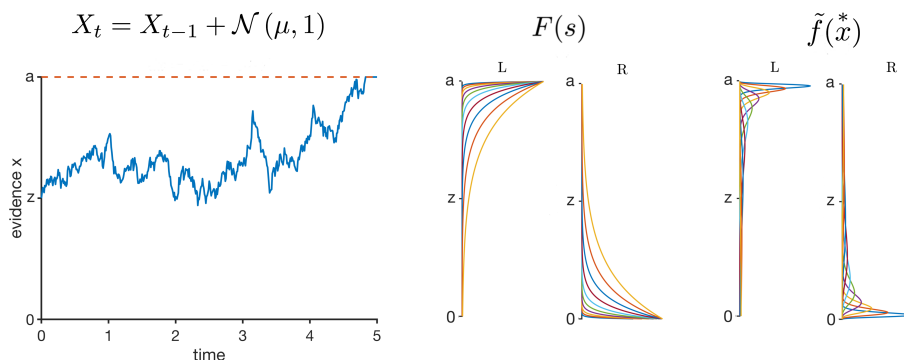 X_t = X_{t-1} + 𝒩(μ, 1)
a
z
0
evidence x
0 1 2 3 4 5
time
F(s)
L R
a a
z z
0 0
f̃(x*)
L R
a a
z z
0 0